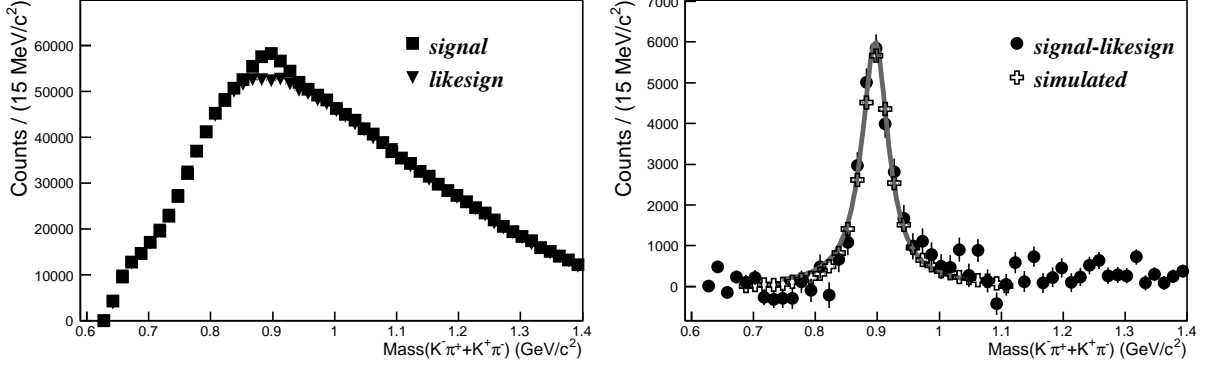 Counts / (15 MeV/c²)
60000
50000
40000
30000
20000
10000
0
signal
likesign
0.6 0.7 0.8 0.9 1 1.1 1.2 1.3 1.4
Mass(K⁻π⁺+K⁺π⁻) (GeV/c²)
Counts / (15 MeV/c²)
7000
6000
5000
4000
3000
2000
1000
0
signal-likesign
simulated
0.6 0.7 0.8 0.9 1 1.1 1.2 1.3 1.4
Mass(K⁻π⁺+K⁺π⁻) (GeV/c²)